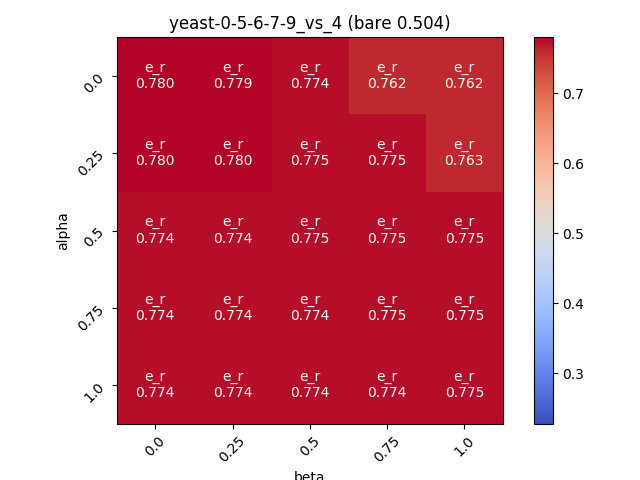 yeast-0-5-6-7-9_vs_4 (bare 0.504)
alpha
0.0
e_r e_r e_r e_r e_r
0.780 0.779 0.774 0.762 0.762
0.25
e_r e_r e_r e_r e_r
0.780 0.780 0.775 0.775 0.763
0.5
e_r e_r e_r e_r e_r
0.774 0.774 0.775 0.775 0.775
0.75
e_r e_r e_r e_r e_r
0.774 0.774 0.774 0.775 0.775
1.0
e_r e_r e_r e_r e_r
0.774 0.774 0.774 0.774 0.775
0.0 0.25 0.5 0.75 1.0
beta
0.7
0.6
0.5
0.4
0.3